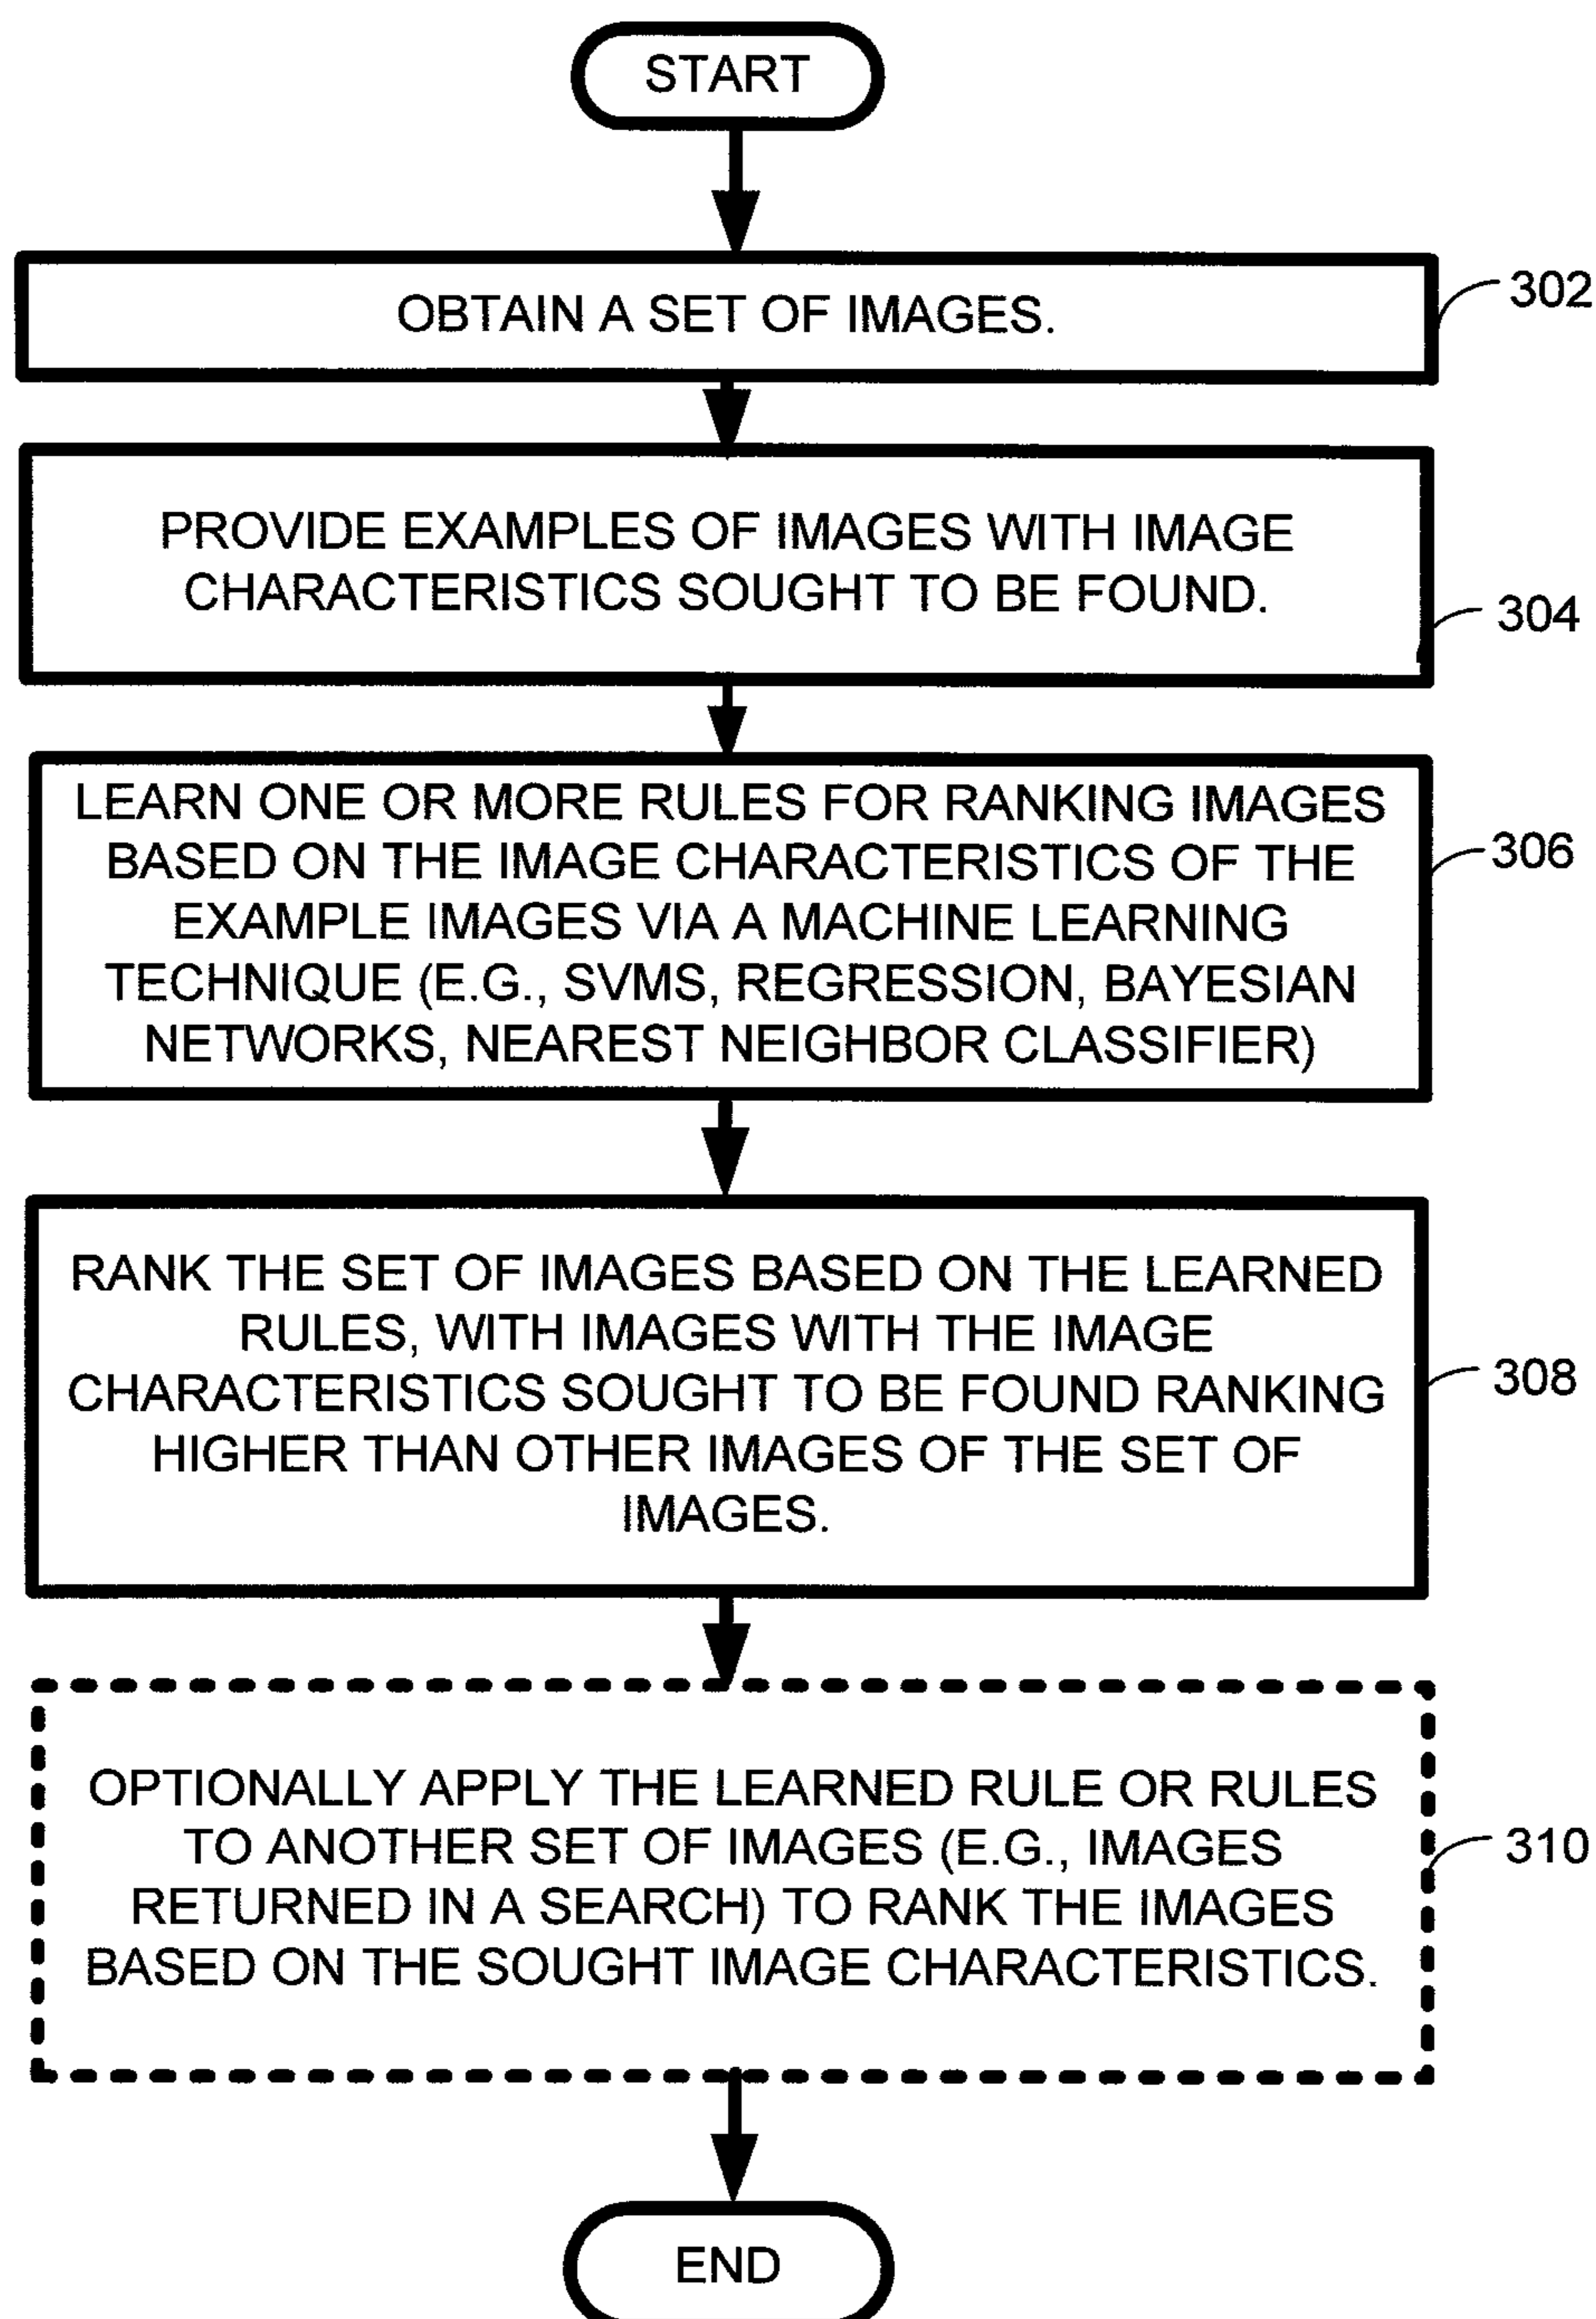 START
OBTAIN A SET OF IMAGES.
302
PROVIDE EXAMPLES OF IMAGES WITH IMAGE
CHARACTERISTICS SOUGHT TO BE FOUND.
304
LEARN ONE OR MORE RULES FOR RANKING IMAGES
BASED ON THE IMAGE CHARACTERISTICS OF THE
EXAMPLE IMAGES VIA A MACHINE LEARNING
TECHNIQUE (E.G., SVMS, REGRESSION, BAYESIAN
NETWORKS, NEAREST NEIGHBOR CLASSIFIER)
306
RANK THE SET OF IMAGES BASED ON THE LEARNED
RULES, WITH IMAGES WITH THE IMAGE
CHARACTERISTICS SOUGHT TO BE FOUND RANKING
HIGHER THAN OTHER IMAGES OF THE SET OF
IMAGES.
308
OPTIONALLY APPLY THE LEARNED RULE OR RULES
TO ANOTHER SET OF IMAGES (E.G., IMAGES
RETURNED IN A SEARCH) TO RANK THE IMAGES
BASED ON THE SOUGHT IMAGE CHARACTERISTICS.
310
END